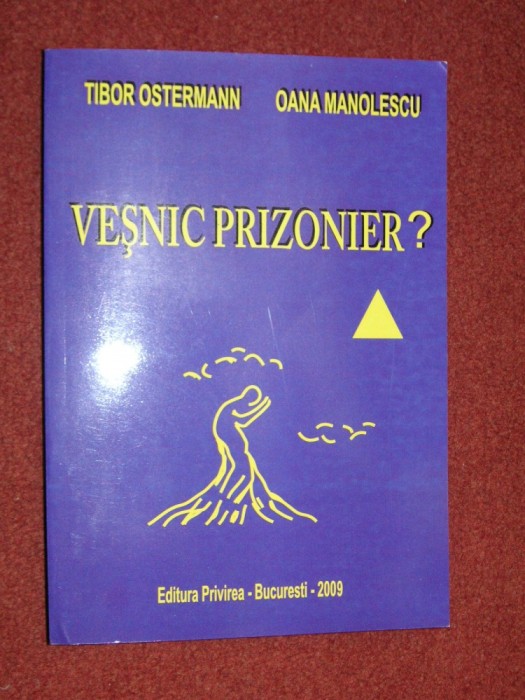 TIBOR OSTERMANN OANA MANOLESCU
VEŞNIC PRIZONIER?
Editura Privirea - Bucuresti - 2009